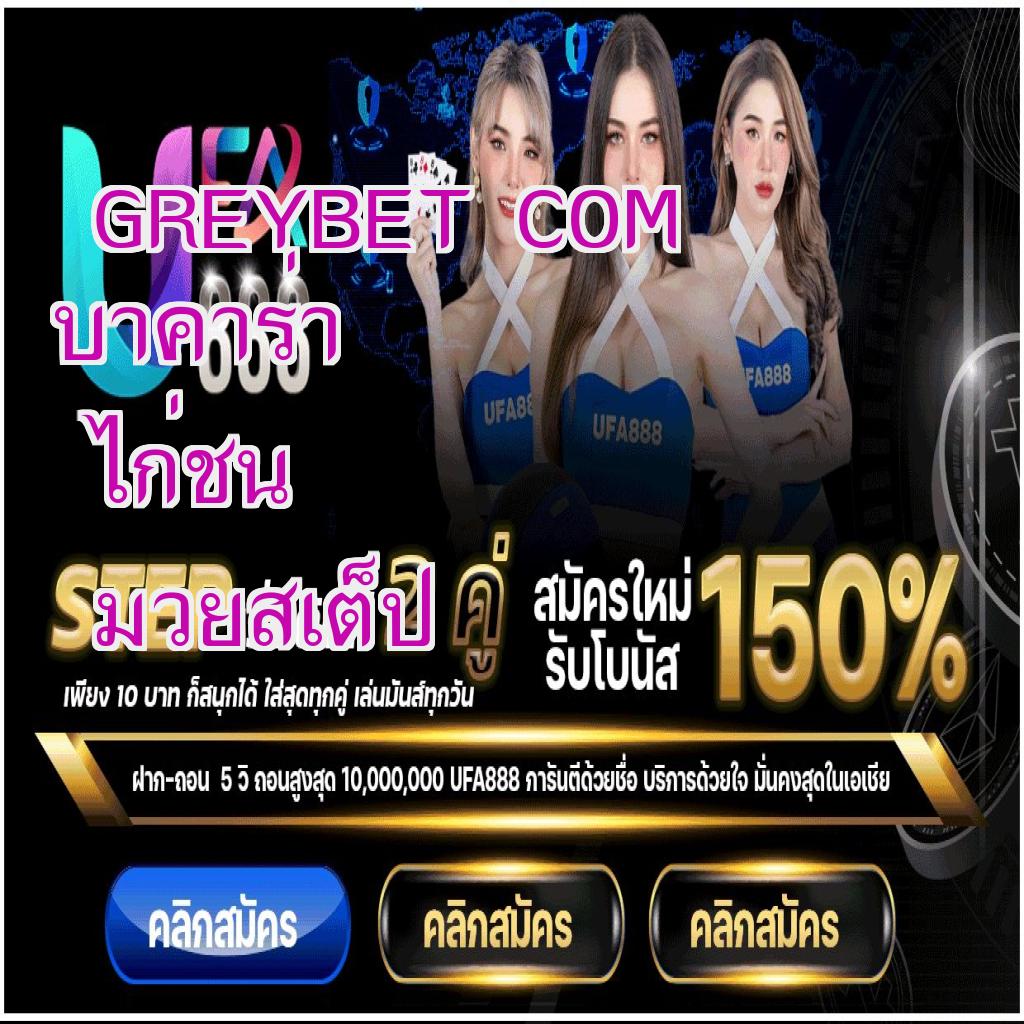 UFA
888
GREYBET COM
บาคาร่า
ไก่ชน
UFA888
UFA888
UFA888
STEP 2 คู่
มวยสเต็ป
เพียง 10 บาท ก็สนุกได้ ใส่สุดทุกคู่ เล่นมันส์ทุกวัน
สมัครใหม่
รับโบนัส
150%
ฝาก-ถอน 5 วิ ถอนสูงสุด 10,000,000 UFA888 การันตีด้วยชื่อ บริการด้วยใจ มั่นคงสุดในเอเชีย
คลิกสมัคร
คลิกสมัคร
คลิกสมัคร